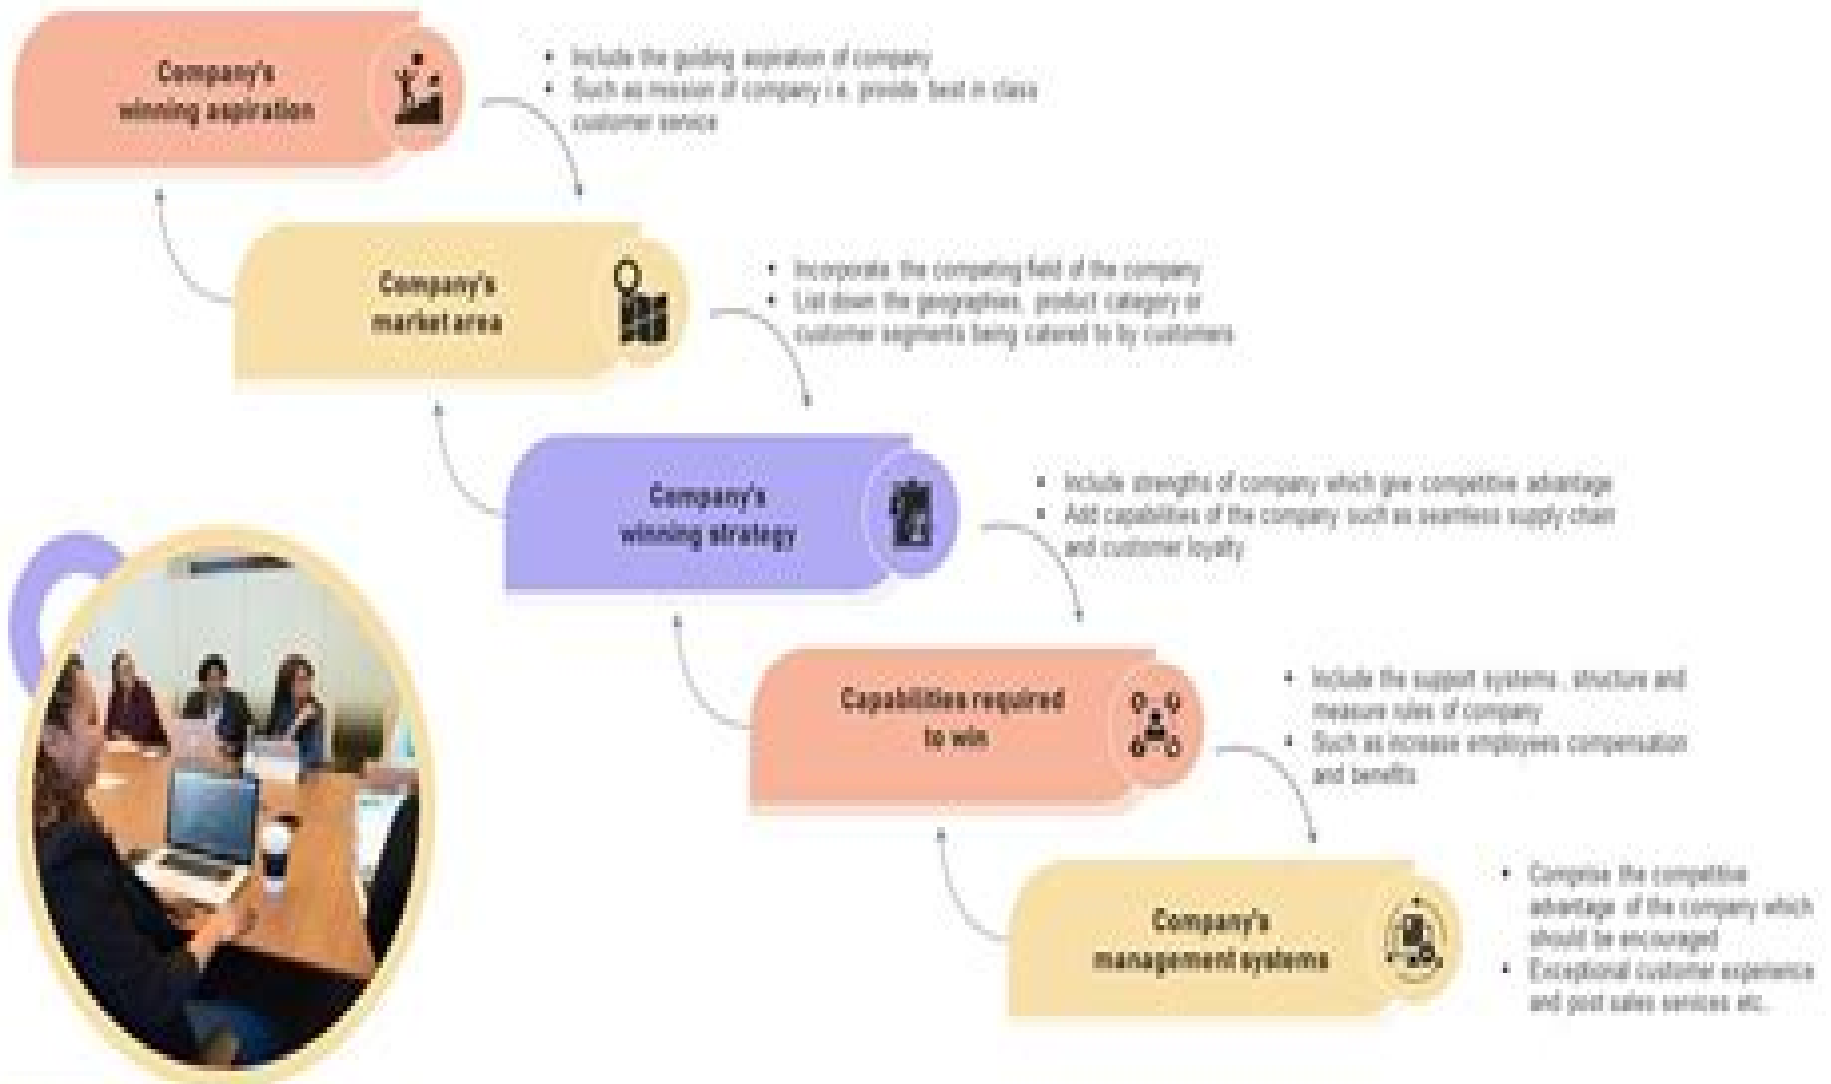 Company's
winning aspiration
• Include the guiding aspiration of company
• Such as mission of company i.e. provide best in class
customer service
Company's
market area
• Incorporate the competing field of the company
• List down the geographies, product category or
customer segments being catered to by customers
Company's
winning strategy
• Include strengths of company which give competitive advantage
• Add capabilities of the company such as seamless supply chain
and customer loyalty
Capabilities required
to win
• Include the support systems, structure and
measure rules of company
• Such as increase employees compensation
and benefits
Company's
management systems
• Comprise the competitive
advantage of the company which
should be encouraged
• Exceptional customer experience
and post sales services etc.